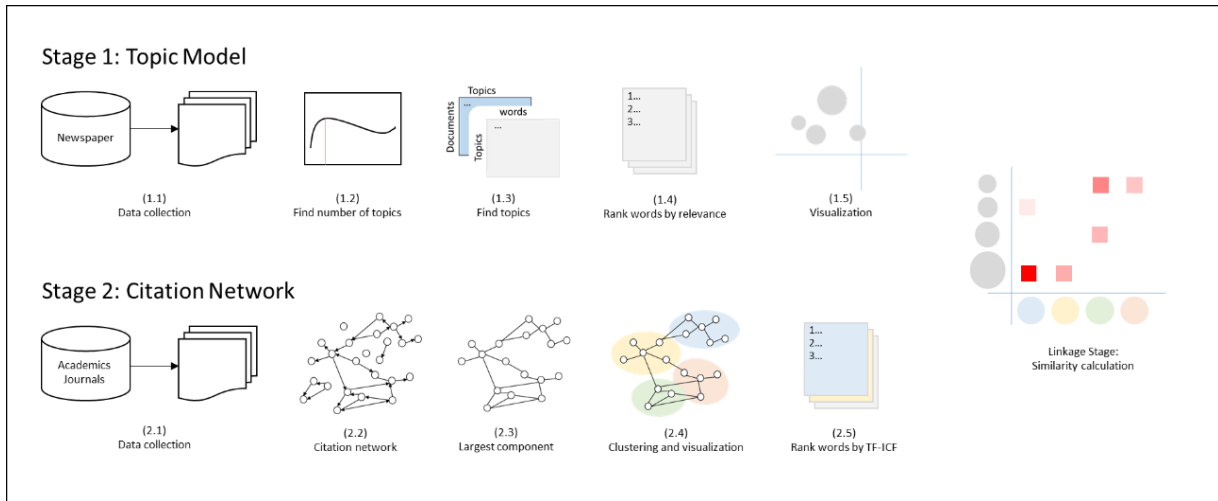 Stage 1: Topic Model
Newspaper
Topics
...
words
...
Documents
Topics
1...
2...
3...
(1.1)
Data collection
(1.2)
Find number of topics
(1.3)
Find topics
(1.4)
Rank words by relevance
(1.5)
Visualization
Stage 2: Citation Network
Academics
Journals
1...
2...
3...
(2.1)
Data collection
(2.2)
Citation network
(2.3)
Largest component
(2.4)
Clustering and visualization
(2.5)
Rank words by TF-ICF
Linkage Stage:
Similarity calculation